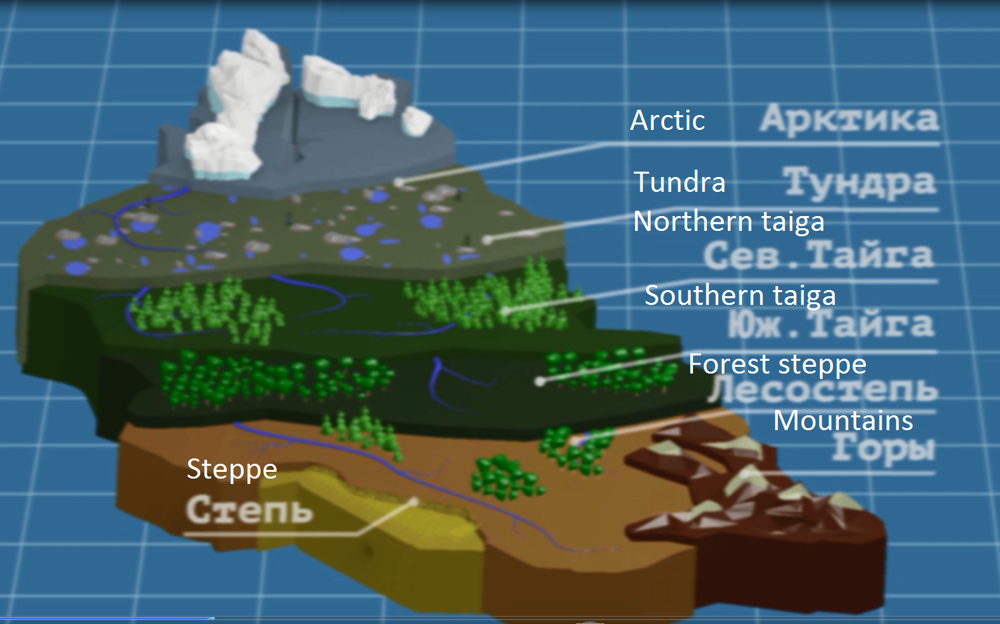 Arctic Арктика
Tundra Тундра
Northern taiga
Сев.Тайга
Southern taiga
Юж.Тайга
Forest steppe
Лесостепь
Mountains
Горы
Steppe
Степь